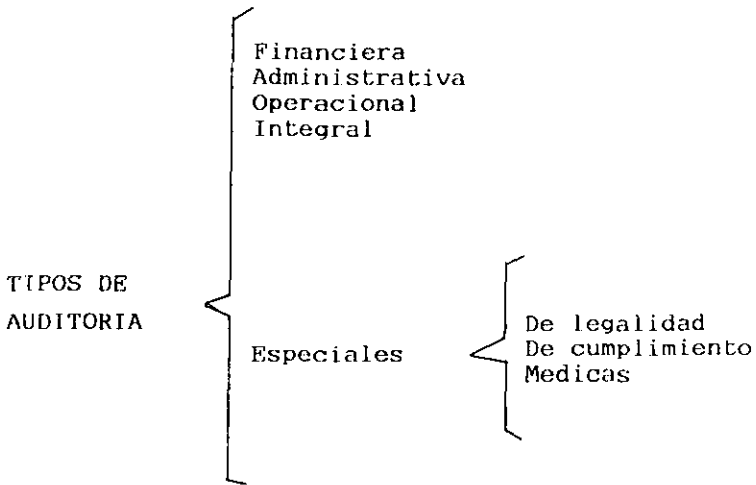 Financiera
Administrativa
Operacional
Integral
TIPOS DE
AUDITORIA
Especiales
De legalidad
De cumplimiento
Medicas